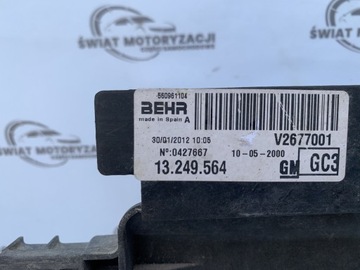 ŚWIAT MOTORYZACJI
ŚWIAT MOTORYZACJI
560961104
BEHR
made in Spain A
30/01/2012 10:05
V2677001
Nº:0427667
10-05-2000
13.249.564
GM
GC3
ŚWIAT MOTORYZACJI